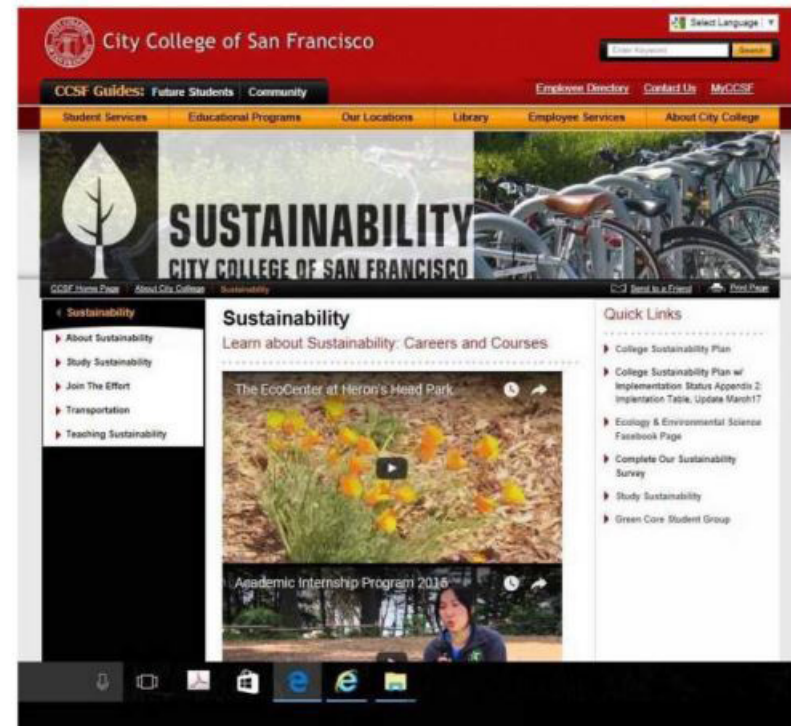 Select Language
City College of San Francisco
Enter Keyword
Search
CCSF Guides: Future Students Community
Employee Directory Contact Us MyCCSF
Student Services Educational Programs Our Locations Library Employee Services About City College
SUSTAINABILITY
CITY COLLEGE OF SAN FRANCISCO
CCSF Home Page About City College Sustainability
Send to a Friend Print Page
Sustainability
About Sustainability
Study Sustainability
Join The Effort
Transportation
Teaching Sustainability
Sustainability
Learn about Sustainability: Careers and Courses
The EcoCenter at Heron's Head Park
Academic Internship Program 2015
Quick Links
College Sustainability Plan
College Sustainability Plan w/
Implementation Status Appendix 2:
Implentation Table, Update March17
Ecology & Environmental Science
Facebook Page
Complete Our Sustainability
Survey
Study Sustainability
Green Core Student Group